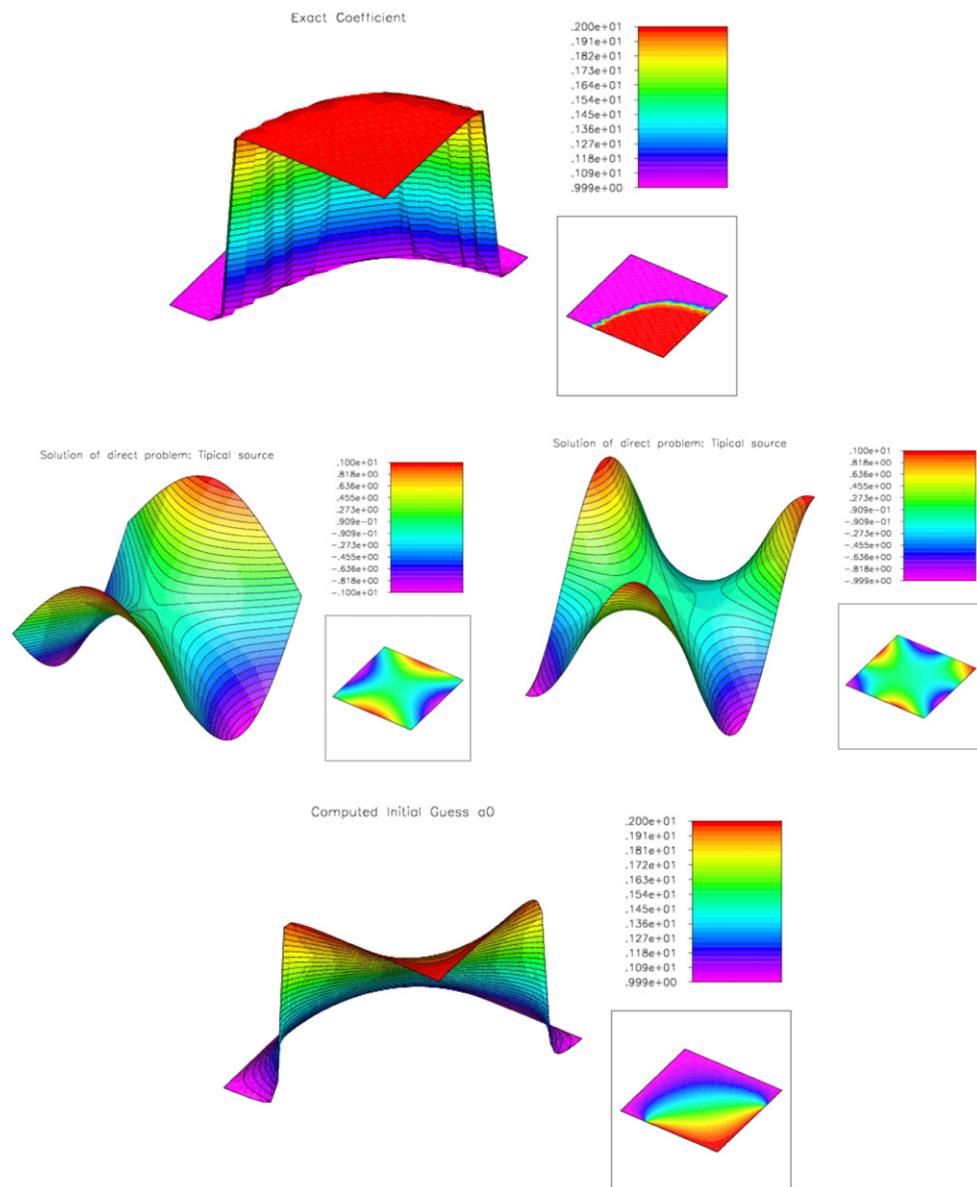 Exact Coefficient
.200e+01
.191e+01
.182e+01
.173e+01
.164e+01
.154e+01
.145e+01
.136e+01
.127e+01
.118e+01
.109e+01
.999e+00
Solution of direct problem: Tipical source
.100e+01
.818e+00
.636e+00
.455e+00
.273e+00
.909e-01
-.909e-01
-.273e+00
-.455e+00
-.636e+00
-.818e+00
-.100e+01
Solution of direct problem: Tipical source
.100e+01
.818e+00
.636e+00
.455e+00
.273e+00
.909e-01
-.909e-01
-.273e+00
-.455e+00
-.636e+00
-.818e+00
-.999e+00
Computed Initial Guess a0
.200e+01
.191e+01
.181e+01
.172e+01
.163e+01
.154e+01
.145e+01
.136e+01
.127e+01
.118e+01
.109e+01
.999e+00